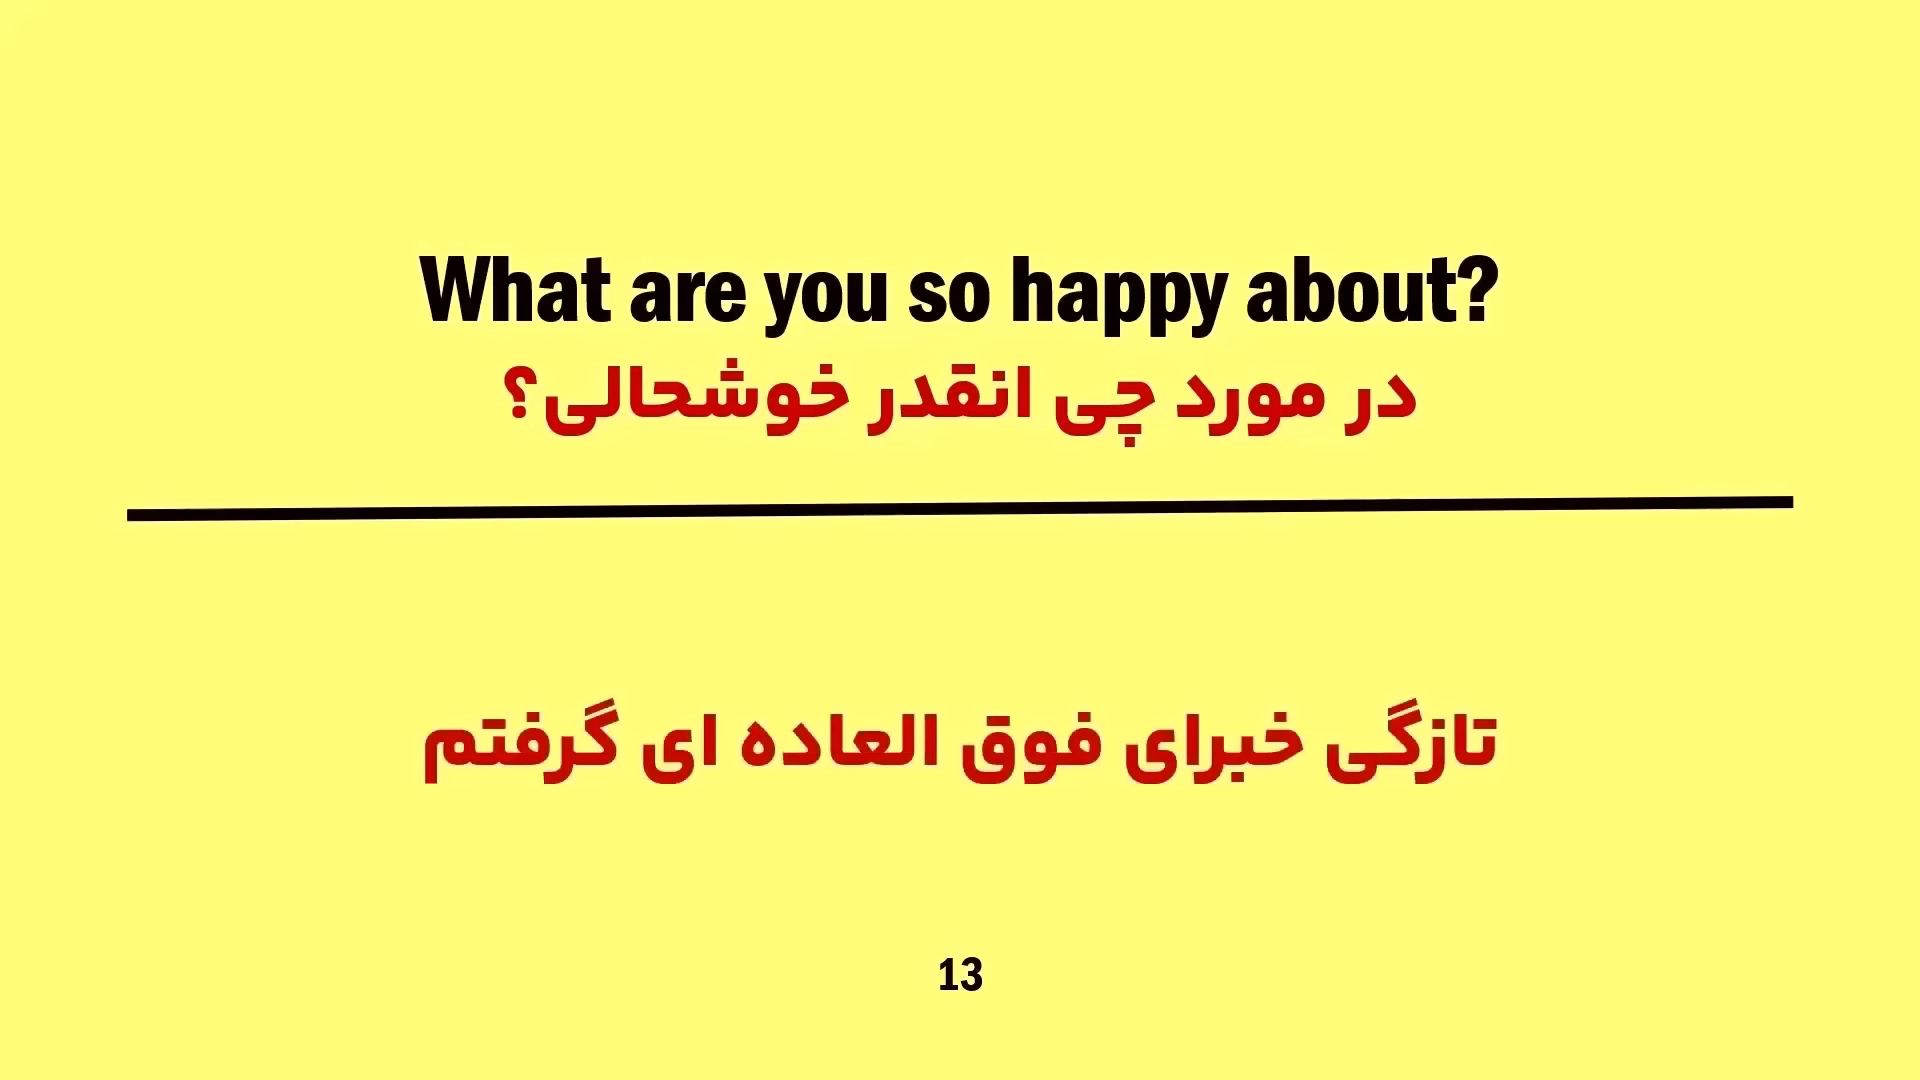 What are you so happy about?
در مورد چی انقدر خوشحالی؟
تازگی خبرای فوق العاده ای گرفتم
13